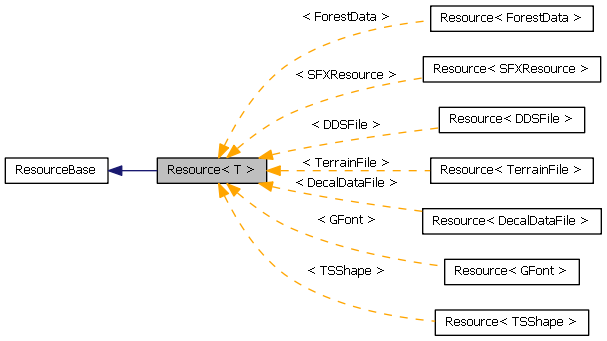 < ForestData >
Resource< ForestData >
< SFXResource >
Resource< SFXResource >
< DDSFile >
Resource< DDSFile >
ResourceBase
Resource< T >
< TerrainFile >
Resource< TerrainFile >
< DecalDataFile >
Resource< DecalDataFile >
< GFont >
Resource< GFont >
< TSShape >
Resource< TSShape >